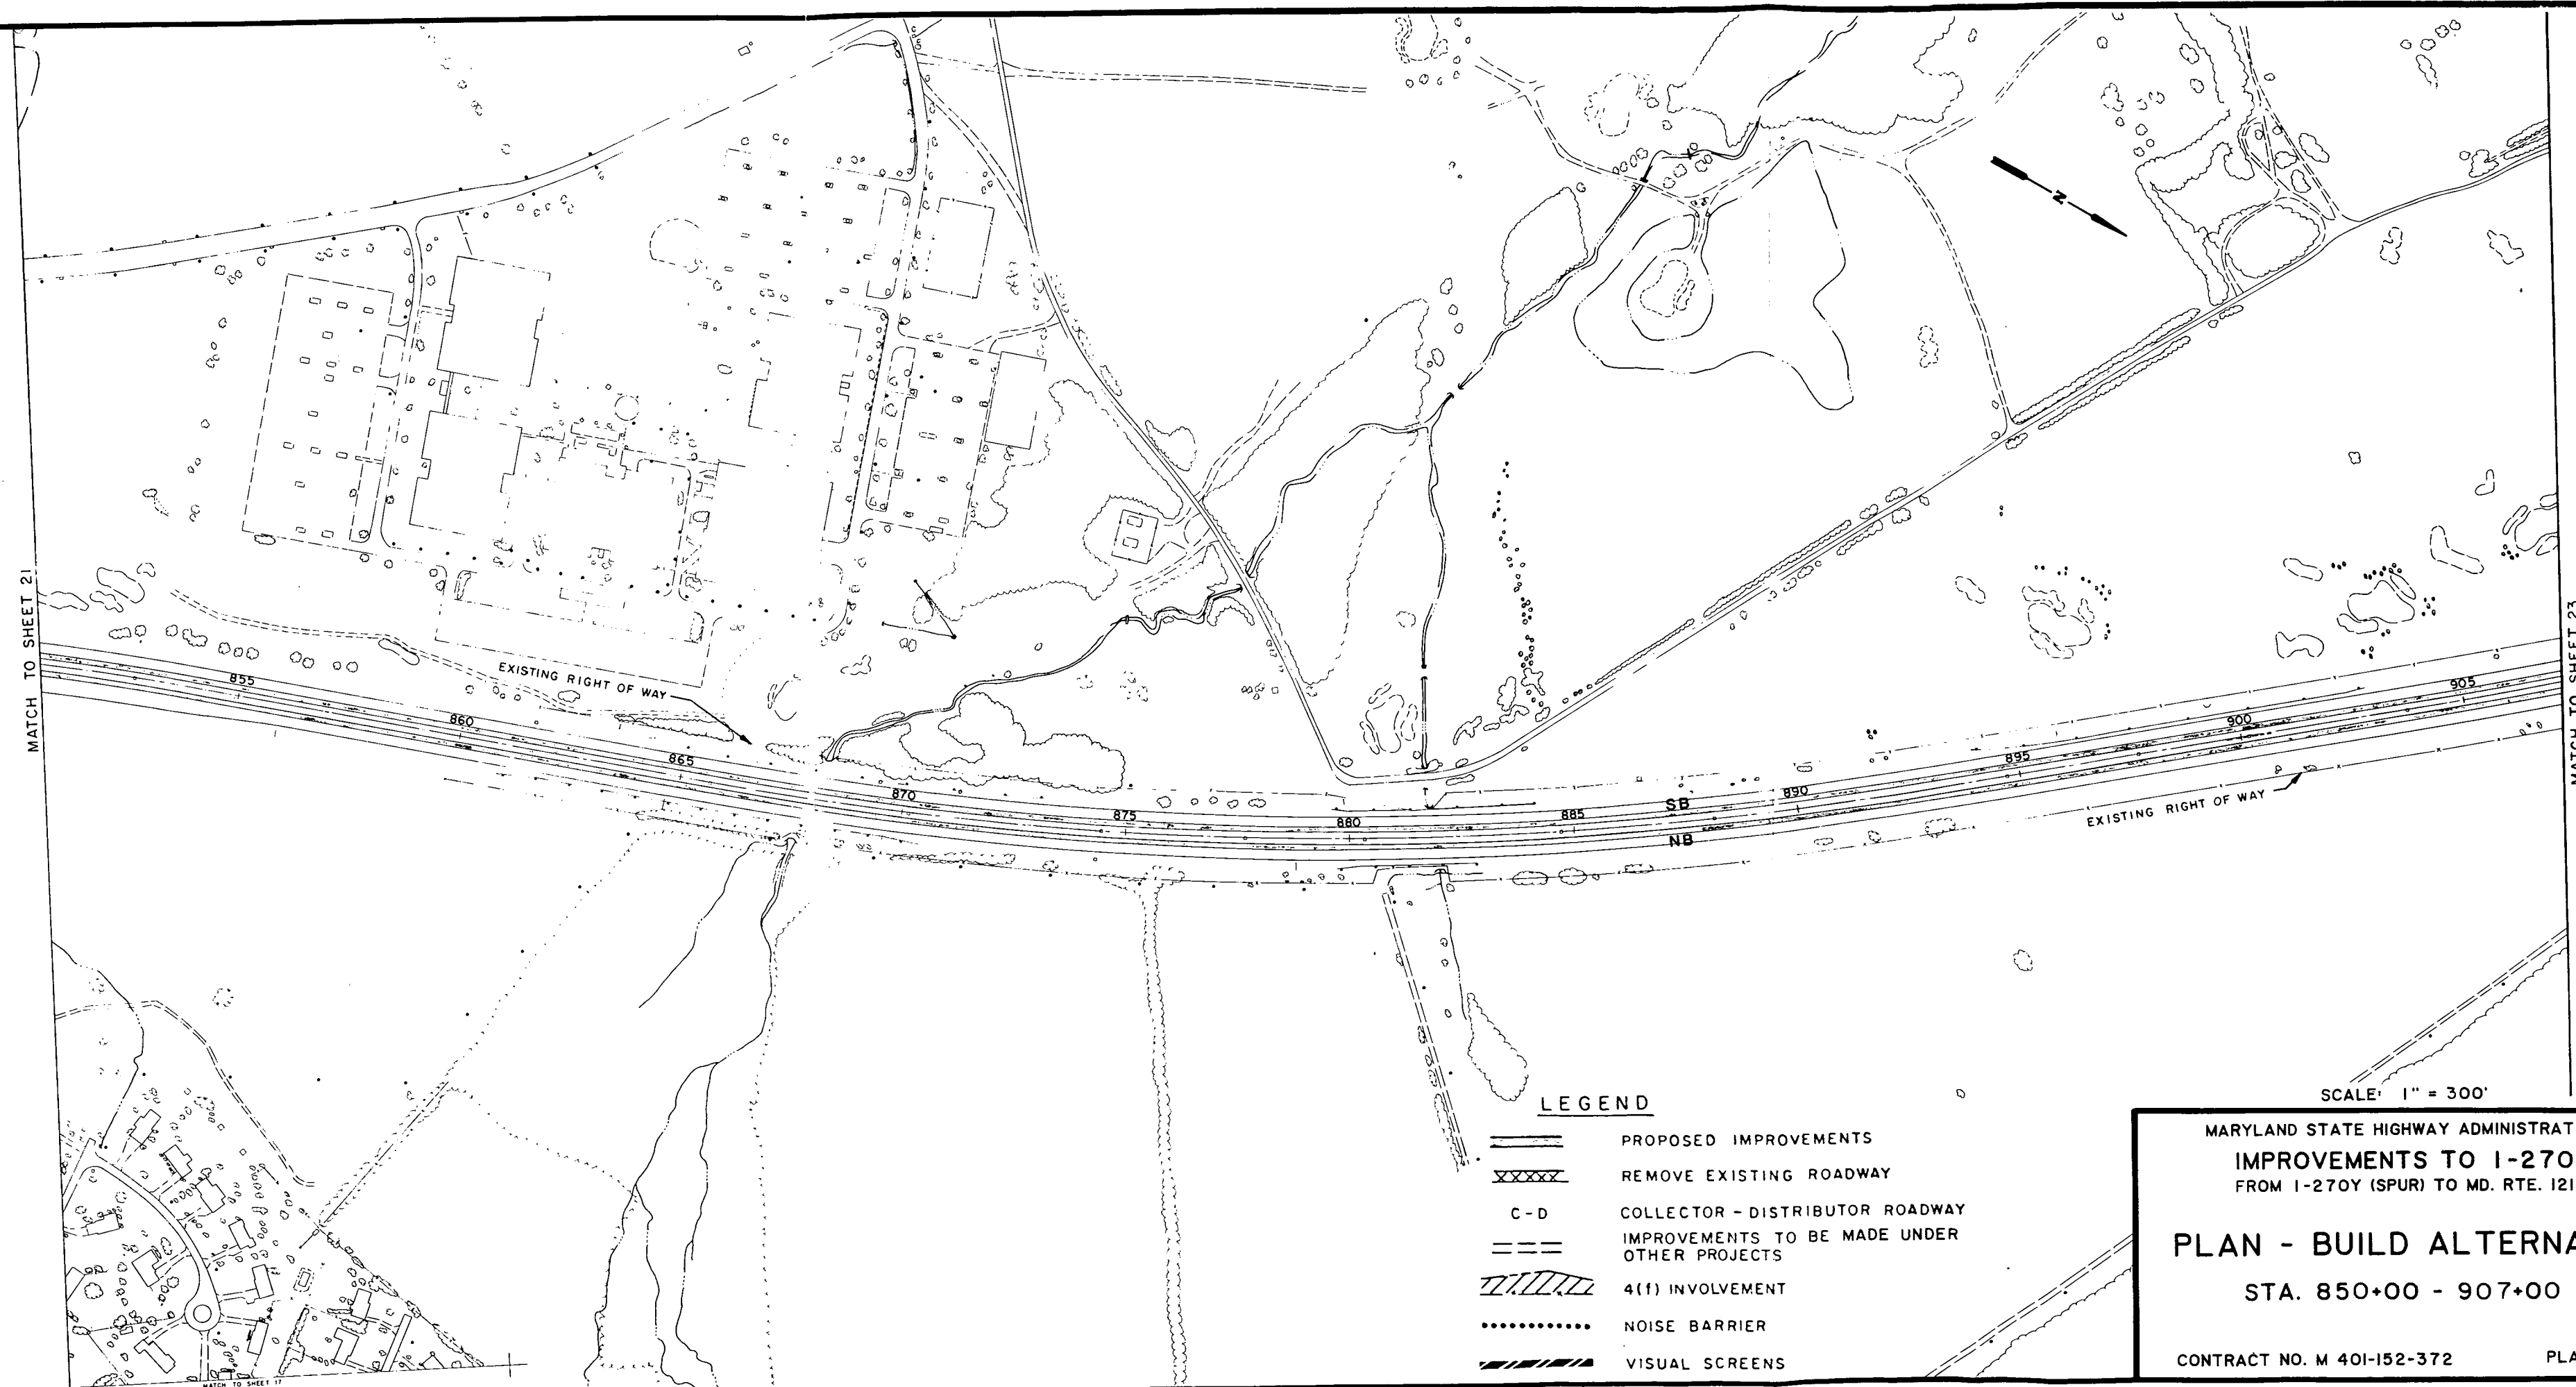 MATCH TO SHEET 21
N
EXISTING RIGHT OF WAY
855
860
865
870
875
880
885
890
895
900
905
SB
NB
EXISTING RIGHT OF WAY
MATCH TO SHEET 23
MATCH TO SHEET 17
LEGEND
PROPOSED IMPROVEMENTS
REMOVE EXISTING ROADWAY
C-D COLLECTOR - DISTRIBUTOR ROADWAY
IMPROVEMENTS TO BE MADE UNDER
OTHER PROJECTS
4(f) INVOLVEMENT
NOISE BARRIER
VISUAL SCREENS
SCALE: 1" = 300'
MARYLAND STATE HIGHWAY ADMINISTRAT
IMPROVEMENTS TO I-270
FROM I-270Y (SPUR) TO MD. RTE. 121
PLAN - BUILD ALTERNA
STA. 850+00 - 907+00
CONTRACT NO. M 401-152-372 PLA